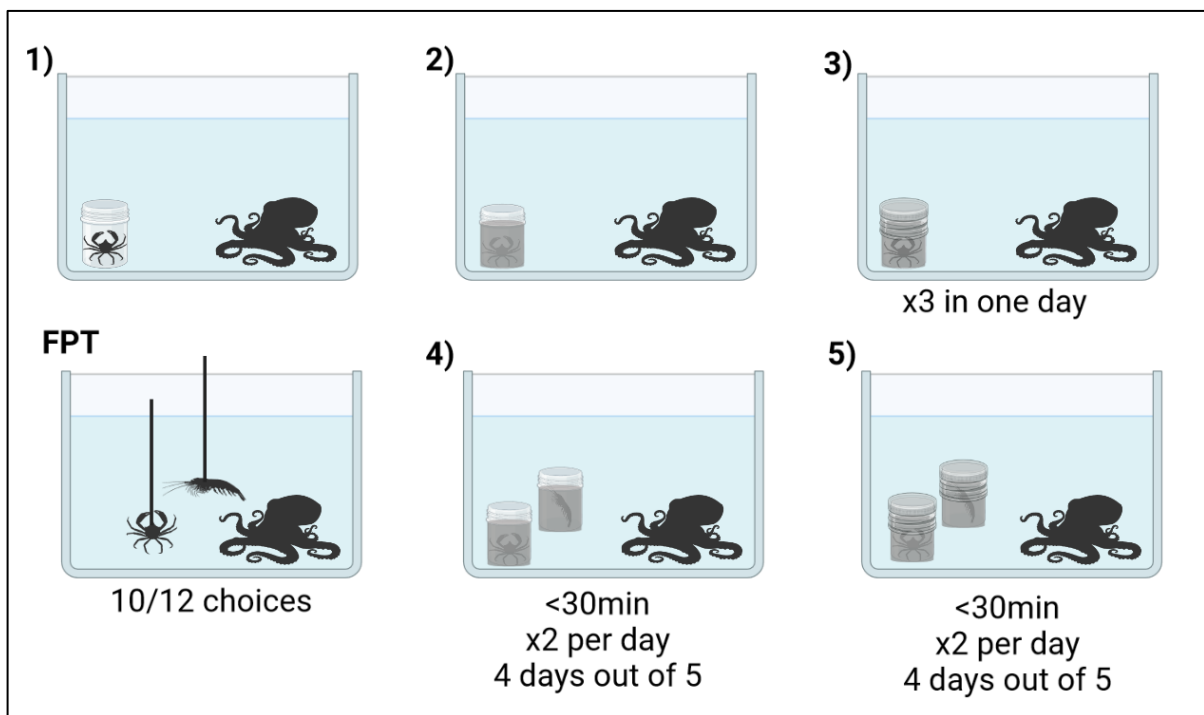 1)
2)
3)
x3 in one day
FPT
4)
5)
10/12 choices
<30min
x2 per day
4 days out of 5
<30min
x2 per day
4 days out of 5